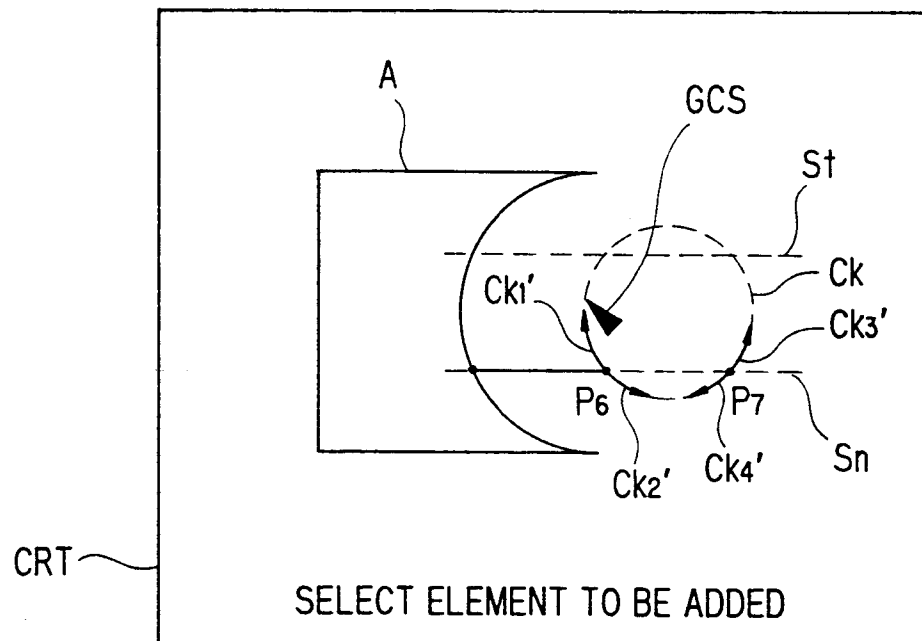 A
GCS
St
Ck1'
Ck
Ck3'
P6
P7
Sn
Ck2'
Ck4'
CRT
SELECT ELEMENT TO BE ADDED